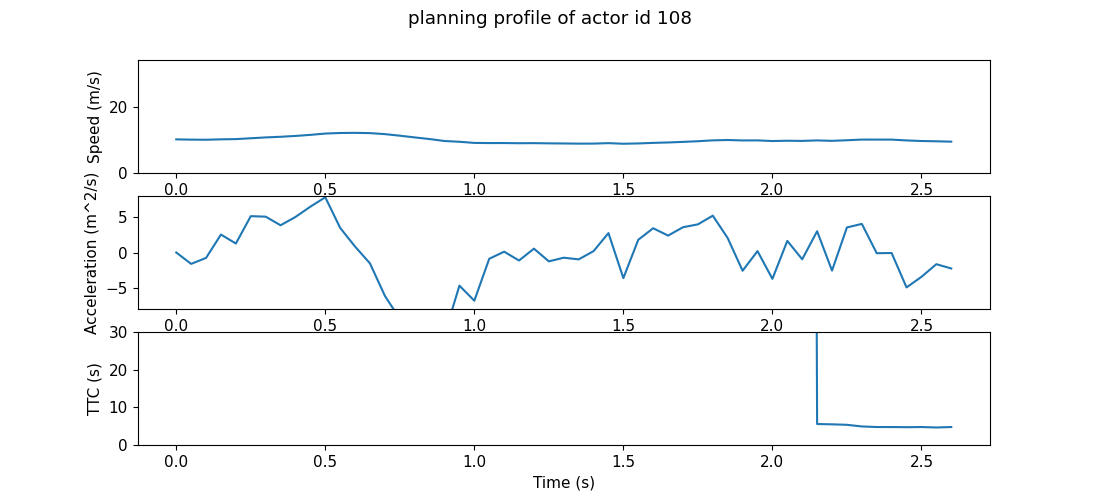 planning profile of actor id 108
Speed (m/s)
20
0
0.0 0.5 1.0 1.5 2.0 2.5
Acceleration (m^2/s)
5
0
−5
0.0 0.5 1.0 1.5 2.0 2.5
TTC (s)
30
20
10
0
0.0 0.5 1.0 1.5 2.0 2.5
Time (s)